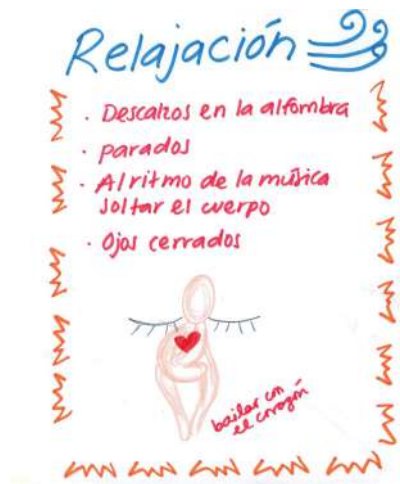 Relajación
· Descalzos en la alfombra
· parados
· Al ritmo de la música
soltar el cuerpo
· Ojos cerrados
bailar con
el corazón